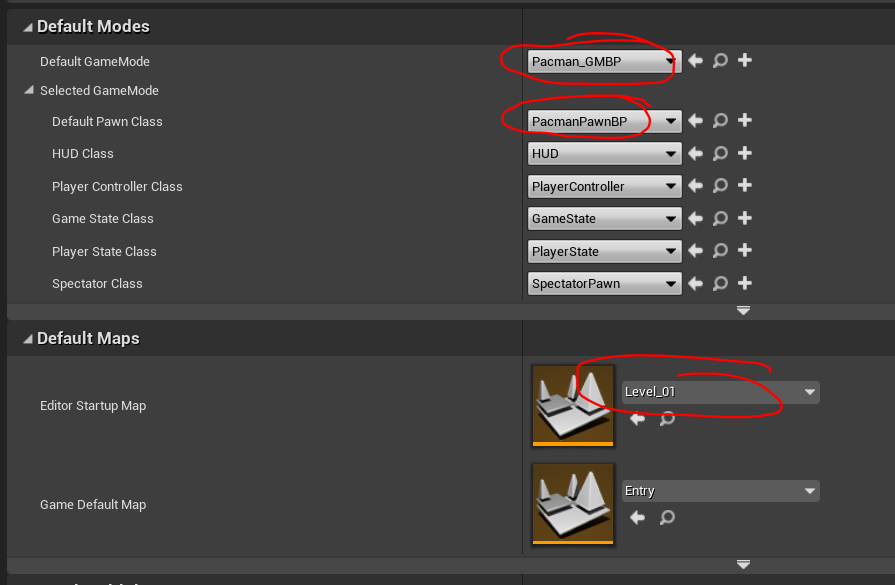 Default Modes
Default GameMode
Pacman_GMBP
Selected GameMode
Default Pawn Class
PacmanPawnBP
HUD Class
HUD
Player Controller Class
PlayerController
Game State Class
GameState
Player State Class
PlayerState
Spectator Class
SpectatorPawn
Default Maps
Editor Startup Map
Level_01
Game Default Map
Entry